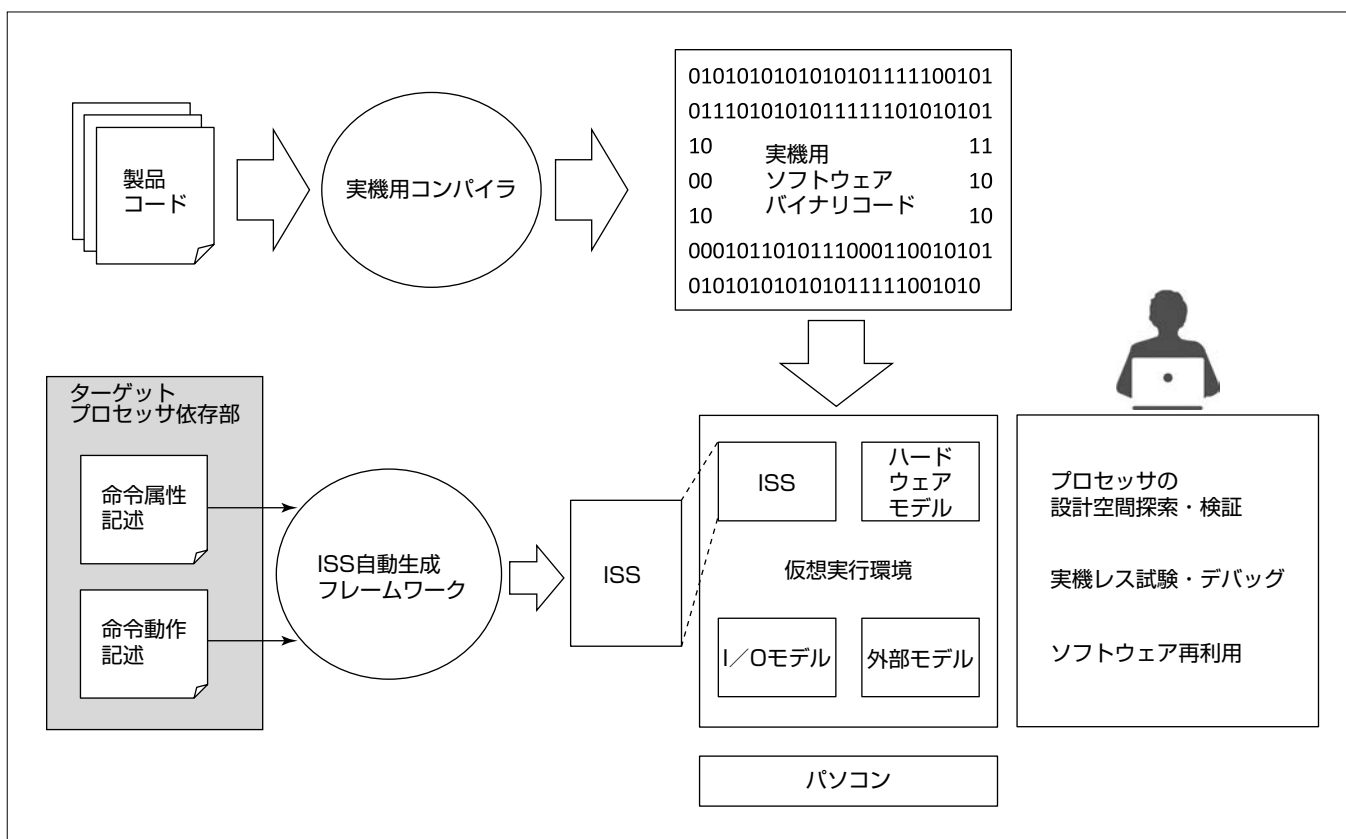 製品
コード
実機用コンパイラ
0101010101010101111100101
0111010101011111101010101
10 実機用 11
00 ソフトウェア 10
10 バイナリコード 10
0001011010111000110010101
010101010101011111001010
ターゲット
プロセッサ依存部
命令属性
記述
命令動作
記述
ISS自動生成
フレームワーク
ISS
ISS
ハード
ウェア
モデル
仮想実行環境
I／Oモデル
外部モデル
パソコン
プロセッサの
設計空間探索・検証
実機レス試験・デバッグ
ソフトウェア再利用